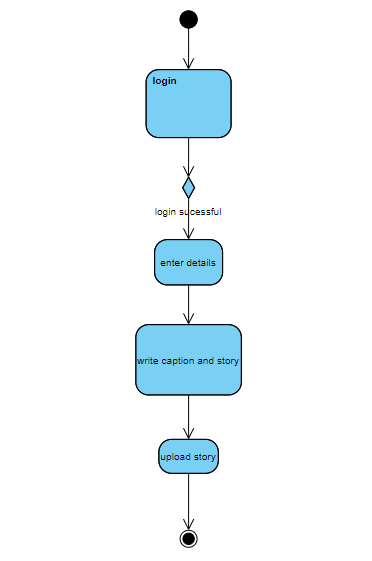 login
login sucessful
enter details
write caption and story
upload story